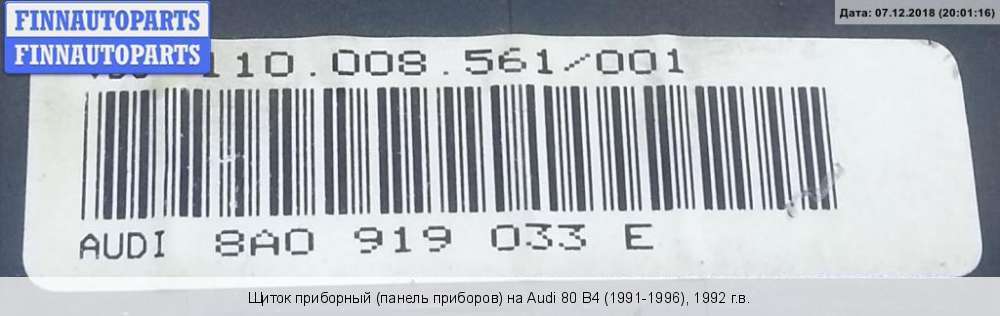 FINNAUTOPARTS
FINNAUTOPARTS
Дата: 07.12.2018 (20:01:16)
110.008.561/001
AUDI 8A0 919 033 E
Щиток приборный (панель приборов) на Audi 80 B4 (1991-1996), 1992 г.в.